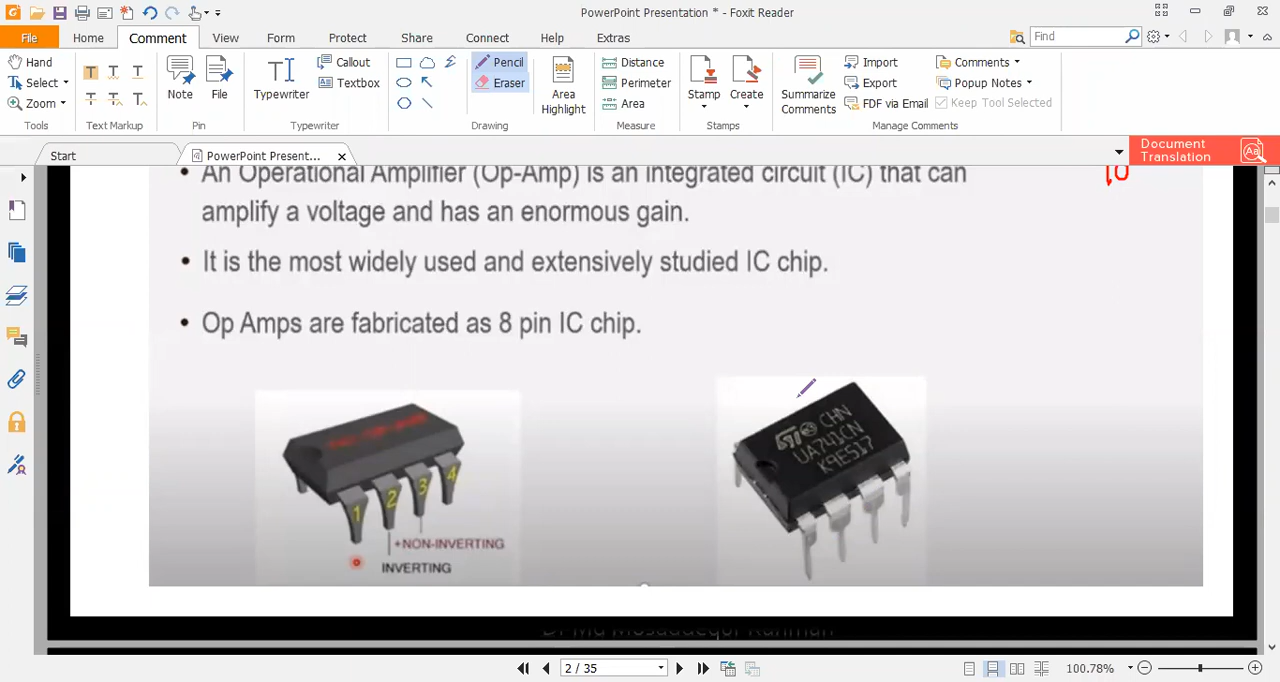 PowerPoint Presentation * - Foxit Reader
File Home Comment View Form Protect Share Connect Help Extras
Find
Hand
Select
Zoom
Tools
Text Markup
Note
File
Pin
Typewriter
Callout
Textbox
Typewriter
Pencil
Eraser
Drawing
Area
Highlight
Distance
Perimeter
Area
Measure
Stamp
Create
Stamps
Summarize
Comments
Import
Export
FDF via Email
Comments
Popup Notes
Keep Tool Selected
Manage Comments
Start
PowerPoint Present...
Document
Translation
• An Operational Amplifier (Op-Amp) is an integrated circuit (IC) that can
amplify a voltage and has an enormous gain.
10
• It is the most widely used and extensively studied IC chip.
• Op Amps are fabricated as 8 pin IC chip.
1 2 3 4
+NON-INVERTING
INVERTING
ST CHN
UA741CN
K9E517
2 / 35
100.78%